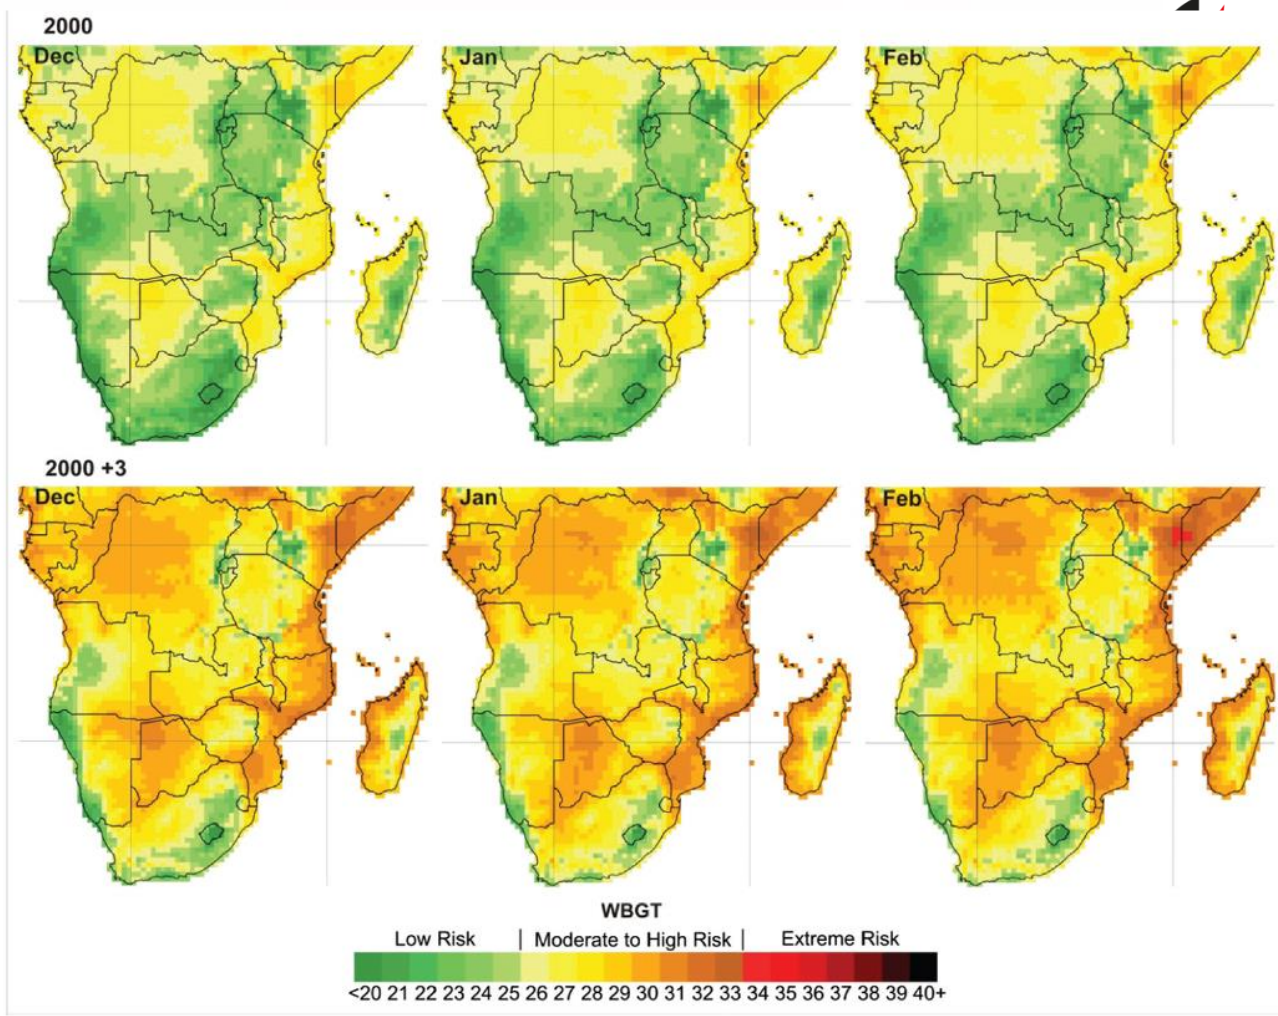 2000
Dec
Jan
Feb
2000 +3
Dec
Jan
Feb
WBGT
Low Risk | Moderate to High Risk | Extreme Risk
<20 21 22 23 24 25 26 27 28 29 30 31 32 33 34 35 36 37 38 39 40+